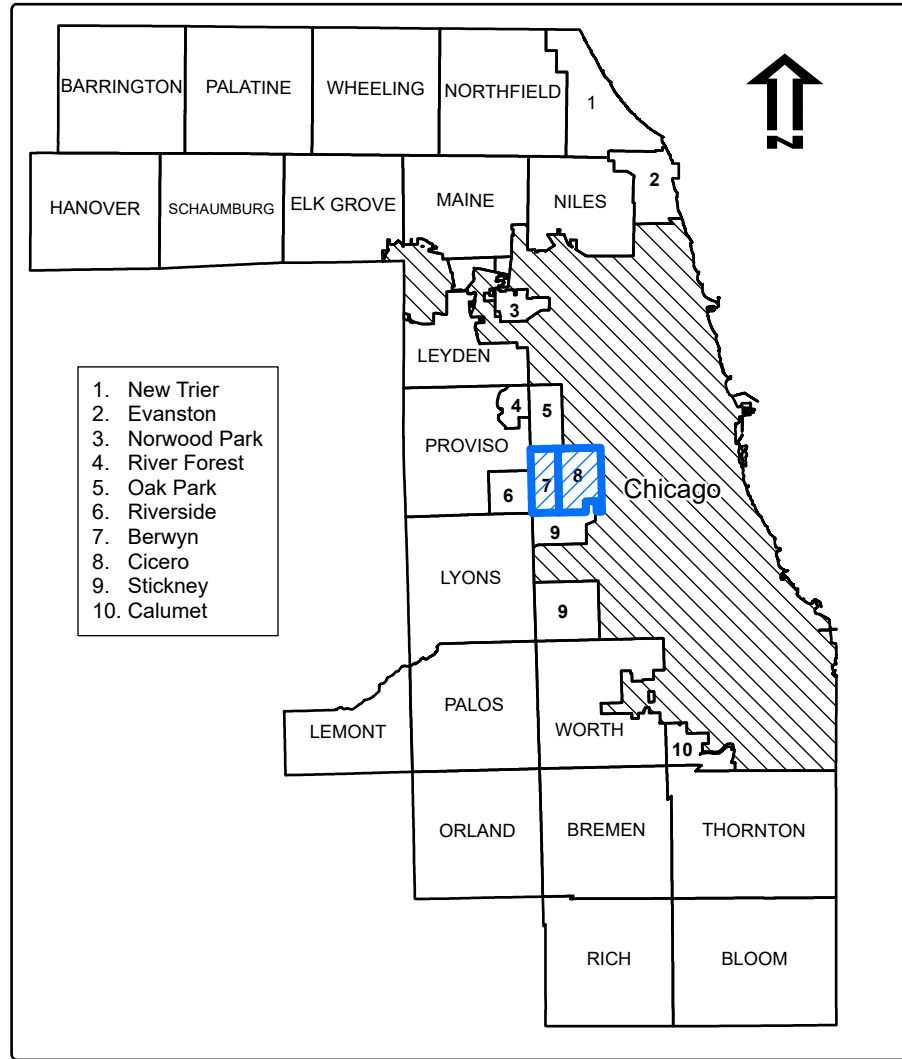 BARRINGTON PALATINE WHEELING NORTHFIELD 1
HANOVER SCHAUMBURG ELK GROVE MAINE NILES 2
N
3
LEYDEN
1. New Trier
2. Evanston
3. Norwood Park
4. River Forest
5. Oak Park
6. Riverside
7. Berwyn
8. Cicero
9. Stickney
10. Calumet
4 5
PROVISO
6 7 8 Chicago
9
LYONS
9
PALOS
LEMONT WORTH
10
ORLAND BREMEN THORNTON
RICH BLOOM